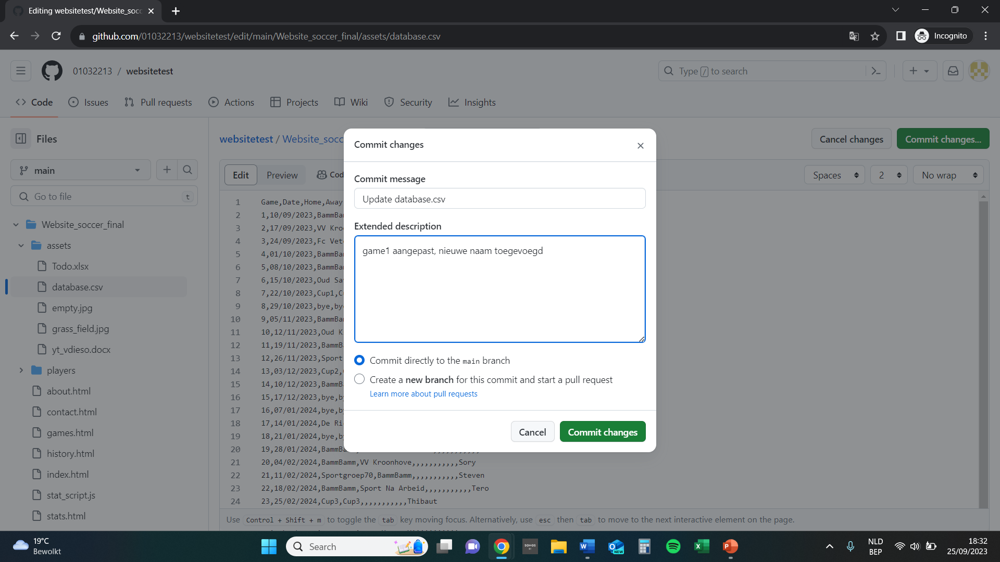 Editing websitetest/Website_socc
github.com/01032213/websitetest/edit/main/Website_soccer_final/assets/database.csv
Incognito
01032213 / websitetest
Type / to search
Code Issues Pull requests Actions Projects Wiki Security Insights
Files
websitetest / Website_socc
Cancel changes Commit changes...
main
Edit Preview Cod
Spaces 2 No wrap
Go to file t
Website_soccer_final
assets
Todo.xlsx
database.csv
empty.jpg
grass_field.jpg
yt_vdieso.docx
players
about.html
contact.html
games.html
history.html
index.html
stat_script.js
stats.html
1 Game,Date,Home,Away
2 1,10/09/2023,BammBa
3 2,17/09/2023,VV Kro
4 3,24/09/2023,Fc Vet
5 4,01/10/2023,BammBa
6 5,08/10/2023,BammBa
7 6,15/10/2023,Oud Sa
8 7,22/10/2023,Cup1,C
9 8,29/10/2023,bye,by
10 9,05/11/2023,BammBa
11 10,12/11/2023,Oud K
12 11,19/11/2023,BammB
13 12,26/11/2023,Sport
14 13,03/12/2023,Cup2,
15 14,10/12/2023,BammB
16 15,17/12/2023,bye,b
17 16,07/01/2024,bye,b
18 17,14/01/2024,De Ri
19 18,21/01/2024,bye,b
20 19,28/01/2024,BammB
21 20,04/02/2024,BammBamm,VV Kroonhove,,,,,,,,,,,Sory
22 21,11/02/2024,Sportgroep70,BammBamm,,,,,,,,,,,Steven
23 22,18/02/2024,BammBamm,Sport Na Arbeid,,,,,,,,,,,Tero
24 23,25/02/2024,Cup3,Cup3,,,,,,,,,,,Thibaut
Use Control + Shift + m to toggle the tab key moving focus. Alternatively, use esc then tab to move to the next interactive element on the page.
Commit changes
Commit message
Update database.csv
Extended description
game1 aangepast, nieuwe naam toegevoegd
Commit directly to the main branch
Create a new branch for this commit and start a pull request
Learn more about pull requests
Cancel Commit changes
19°C
Bewolkt
Search
SONOS
NEW
NLD
BEP
18:32
25/09/2023